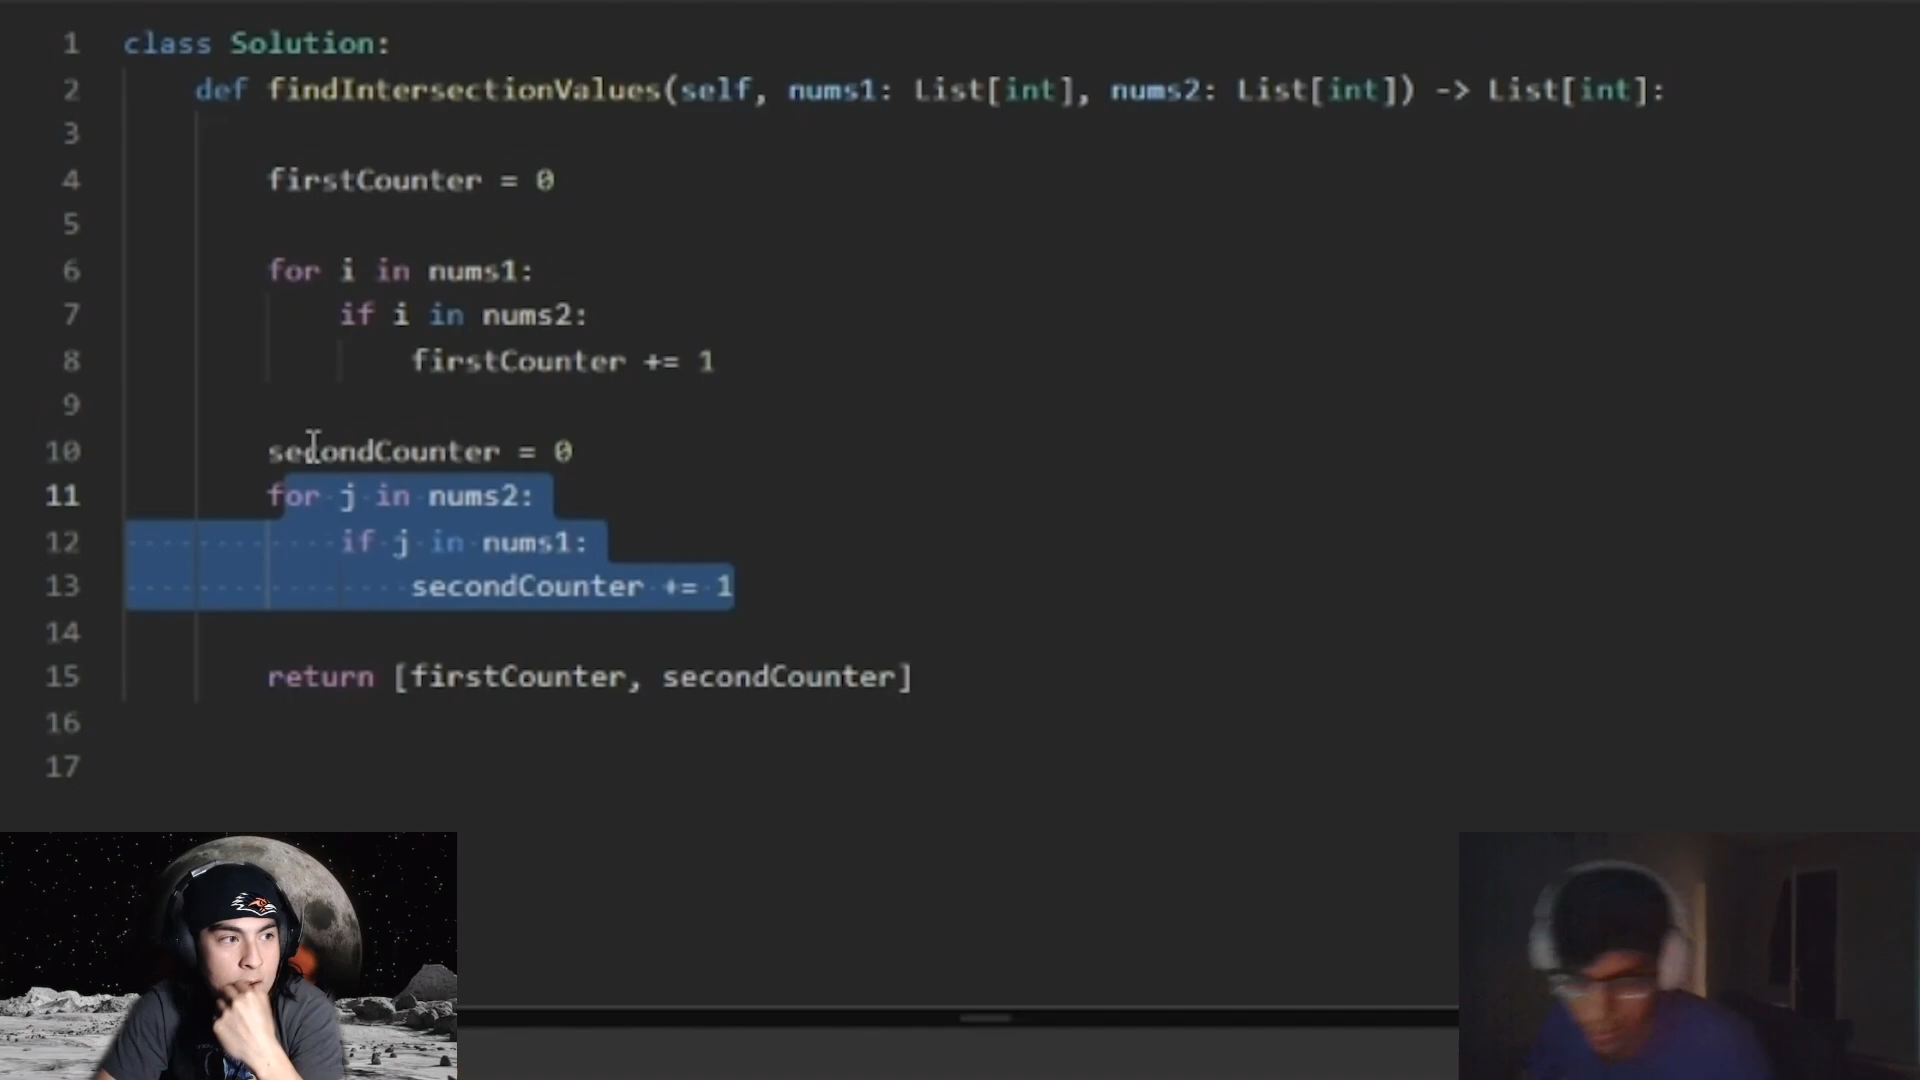 1 class Solution:
2 def findIntersectionValues(self, nums1: List[int], nums2: List[int]) -> List[int]:
3
4 firstCounter = 0
5
6 for i in nums1:
7 if i in nums2:
8 firstCounter += 1
9
10 secondCounter = 0
11 for j in nums2:
12 if j in nums1:
13 secondCounter += 1
14
15 return [firstCounter, secondCounter]
16
17